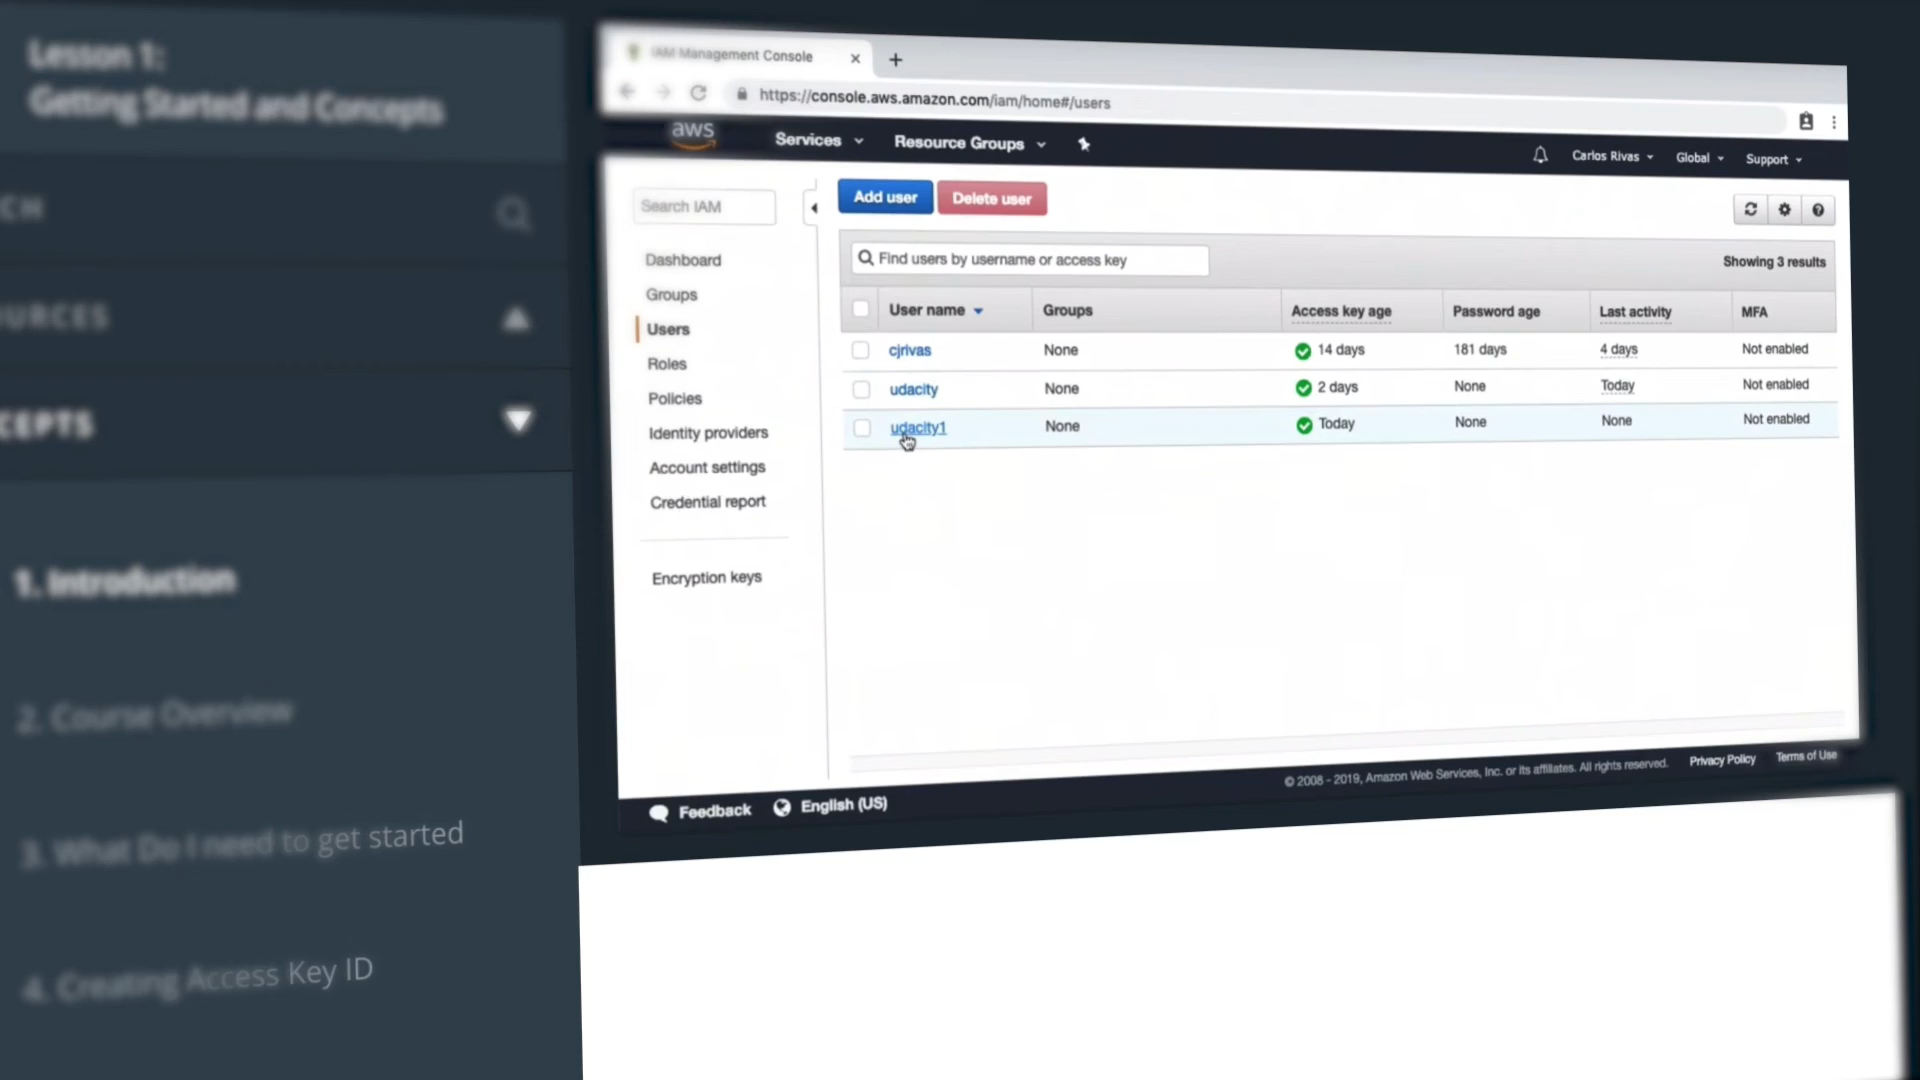 Lesson 1:
Getting Started and Concepts
CH
URCES
CEPTS
1. Introduction
2. Course Overview
3. What Do I need to get started
4. Creating Access Key ID
IAM Management Console
https://console.aws.amazon.com/iam/home#/users
aws Services Resource Groups Carlos Rivas Global Support
Search IAM
Dashboard
Groups
Users
Roles
Policies
Identity providers
Account settings
Credential report
Encryption keys
Add user Delete user
Find users by username or access key Showing 3 results
User name Groups Access key age Password age Last activity MFA
cjrivas None 14 days 181 days 4 days Not enabled
udacity None 2 days None Today Not enabled
udacity1 None Today None None Not enabled
Feedback English (US) © 2008 - 2019, Amazon Web Services, Inc. or its affiliates. All rights reserved. Privacy Policy Terms of Use